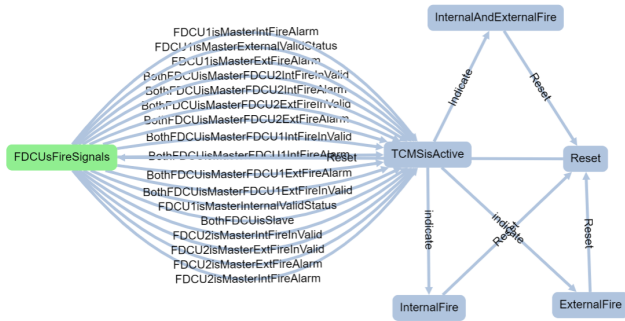 InternalAndExternalFire
FDCU1isMasterIntFireAlarm
FDCU1isMasterExternalValidStatus
FDCU1isMasterExtFireAlarm
BothFDCUisMasterFDCU2IntFireInValid
BothFDCUisMasterFDCU2IntFireAlarm
BothFDCUisMasterFDCU2ExtFireInValid
BothFDCUisMasterFDCU2ExtFireAlarm
BothFDCUisMasterFDCU1IntFireInValid
BothFDCUisMasterFDCU1IntFireAlarm
BothFDCUisMasterFDCU1ExtFireAlarm
BothFDCUisMasterFDCU1ExtFireInValid
FDCU1isMasterInternalValidStatus
BothFDCUisSlave
FDCU2isMasterIntFireInValid
FDCU2isMasterExtFireInValid
FDCU2isMasterExtFireAlarm
FDCU2isMasterIntFireAlarm
FDCUsFireSignals
Reset
TCMSisActive
Indicate
Reset
Reset
indicate
indicate
Reset
Reset
InternalFire
ExternalFire